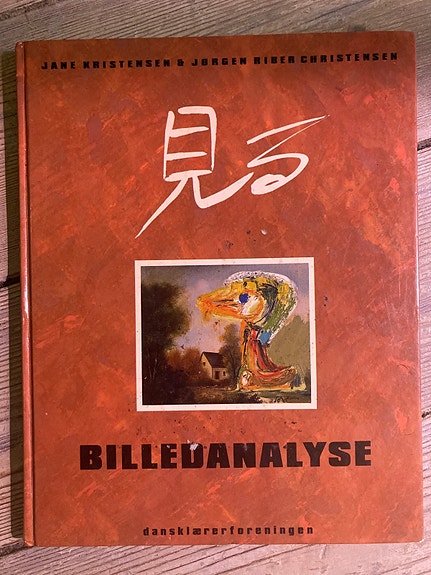 JANE KRISTENSEN & JØRGEN RIBER CHRISTENSEN
見る
BILLEDANALYSE
dansklærerforeningen